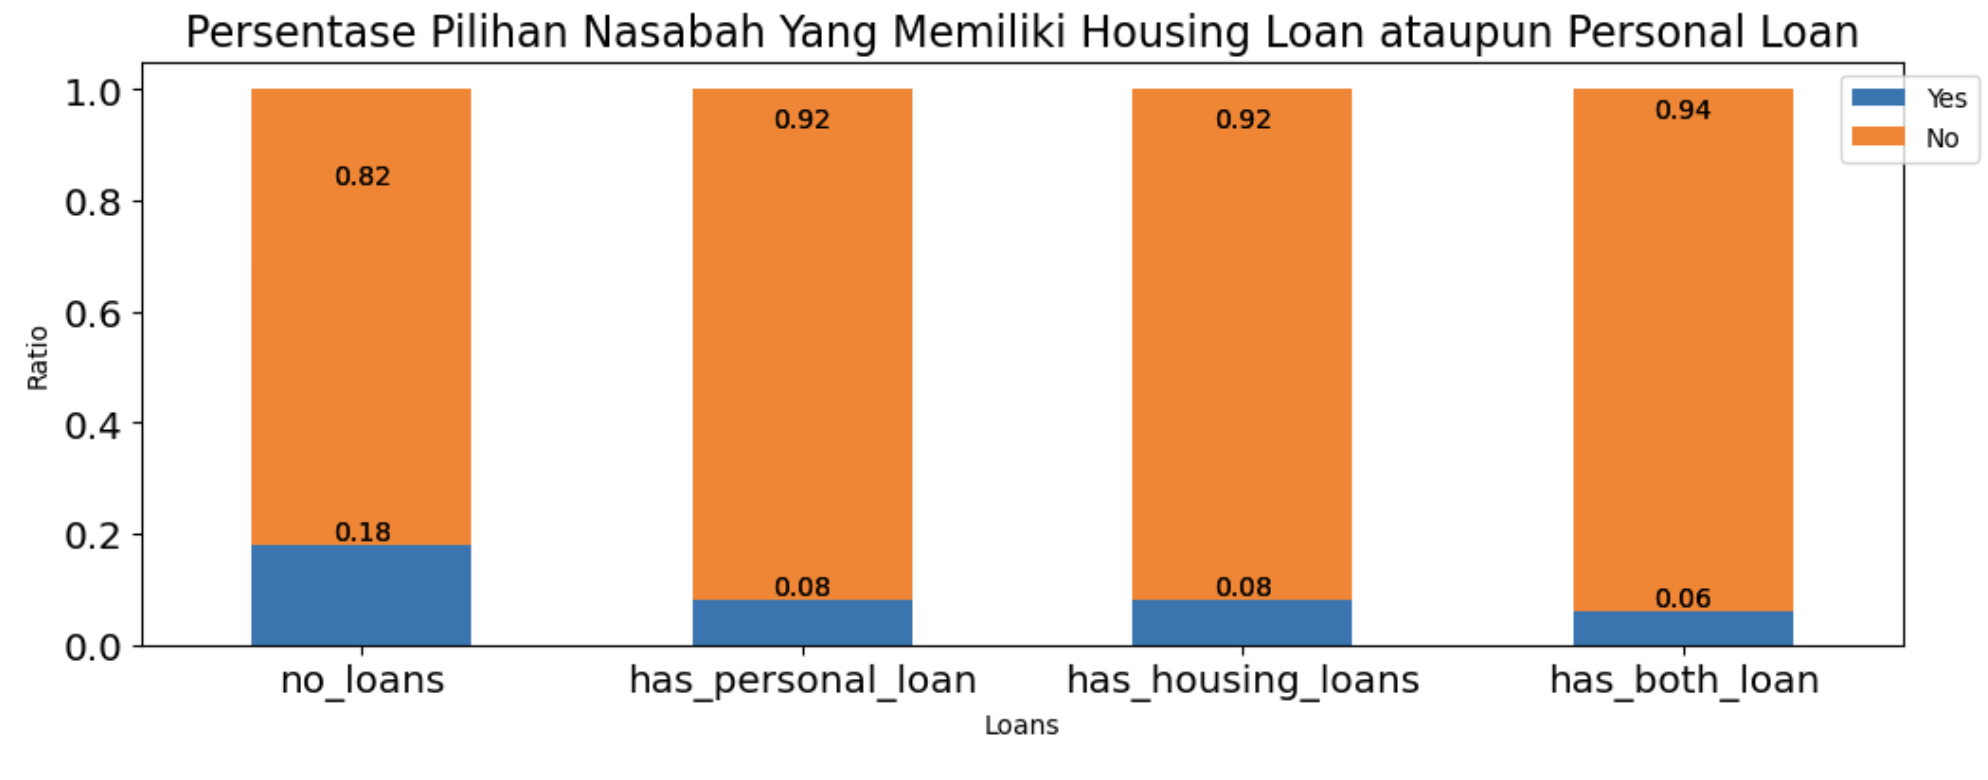 Persentase Pilihan Nasabah Yang Memiliki Housing Loan ataupun Personal Loan
Yes
No
1.0
0.8
0.6
0.4
0.2
0.0
Ratio
0.82
0.92
0.92
0.94
0.18
0.08
0.08
0.06
no_loans
has_personal_loan
has_housing_loans
has_both_loan
Loans